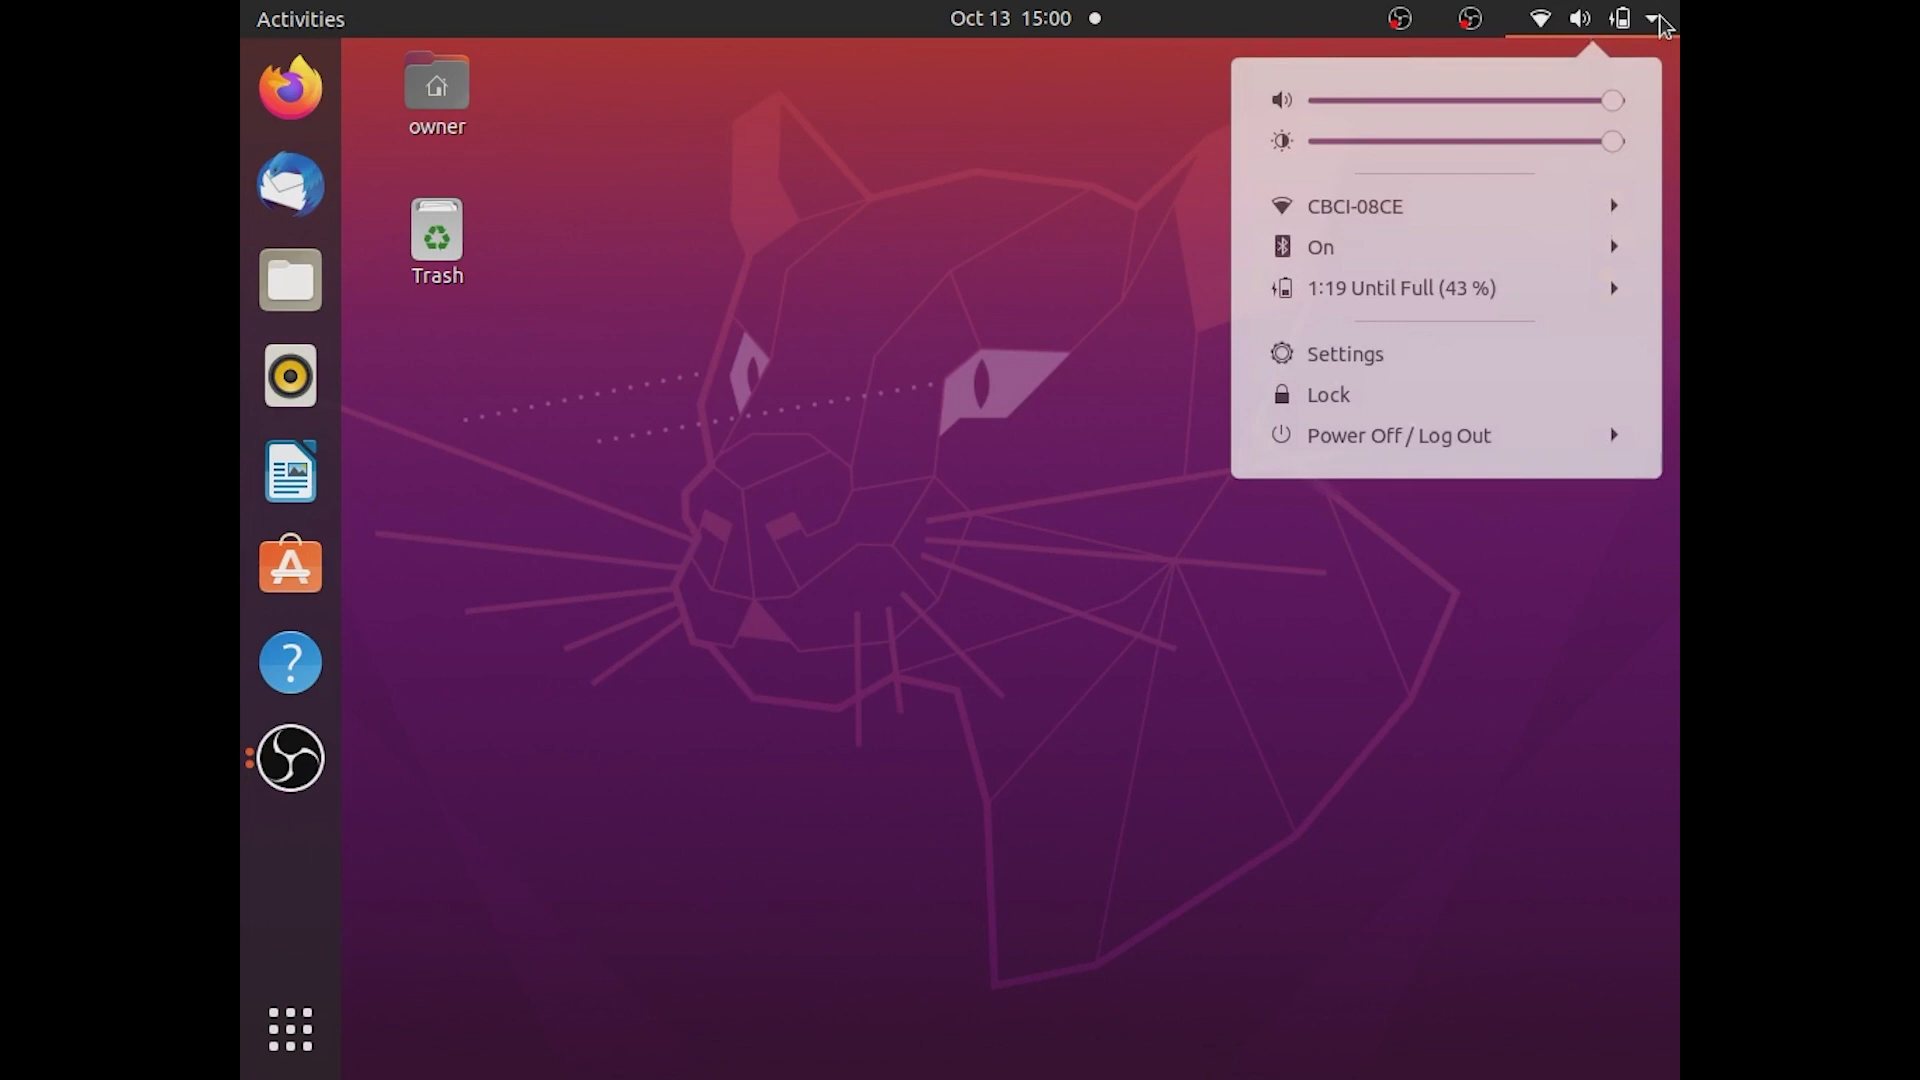 Activities
Oct 13 15:00
owner
Trash
CBCI-08CE
On
1:19 Until Full (43 %)
Settings
Lock
Power Off / Log Out